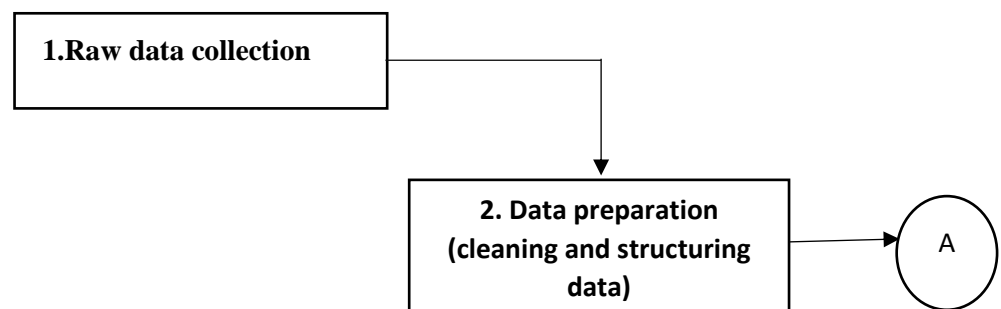 1.Raw data collection
2. Data preparation
(cleaning and structuring
data)
A